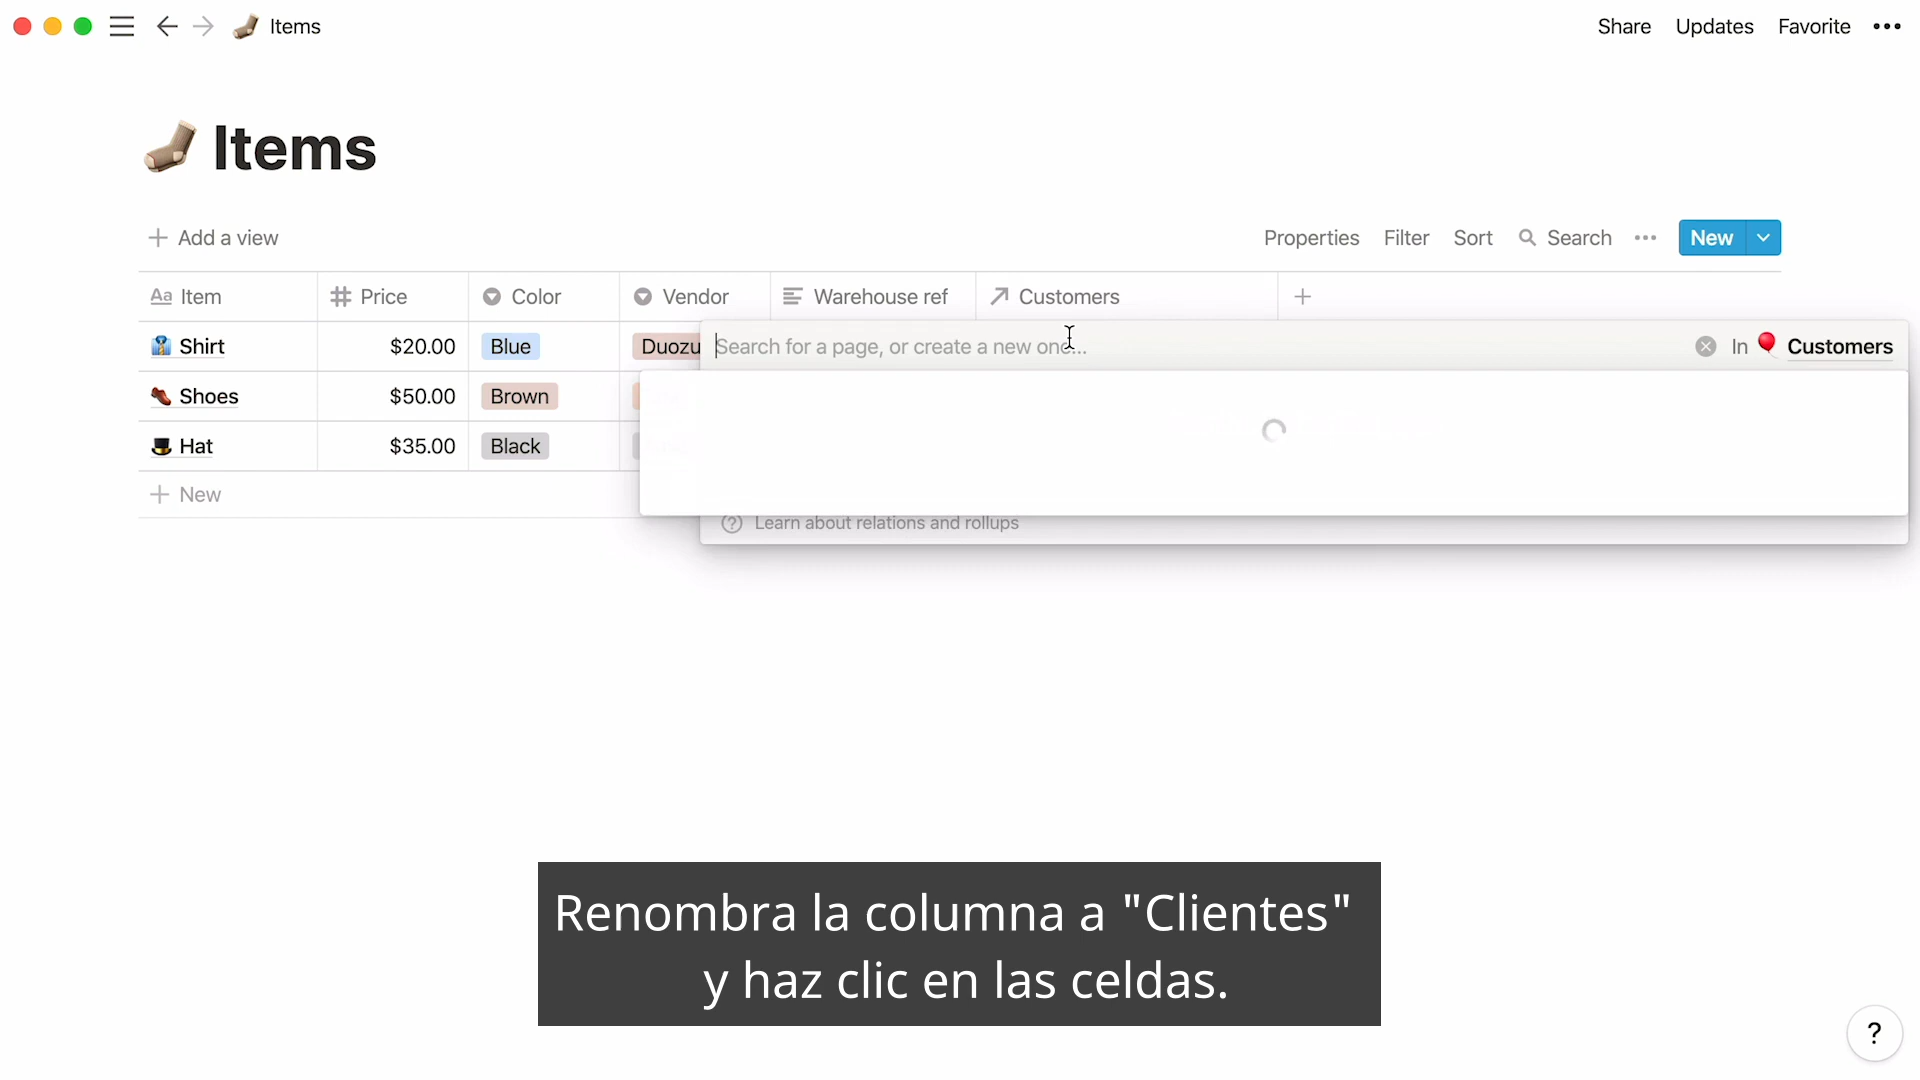 Items
Share Updates Favorite
Items
Add a view
Properties Filter Sort Search New
Aa Item Price Color Vendor Warehouse ref Customers
Shirt $20.00 Blue Duozu Search for a page, or create a new one... In Customers
Shoes $50.00 Brown
Hat $35.00 Black
New
Learn about relations and rollups
Renombra la columna a "Clientes"
y haz clic en las celdas.
?